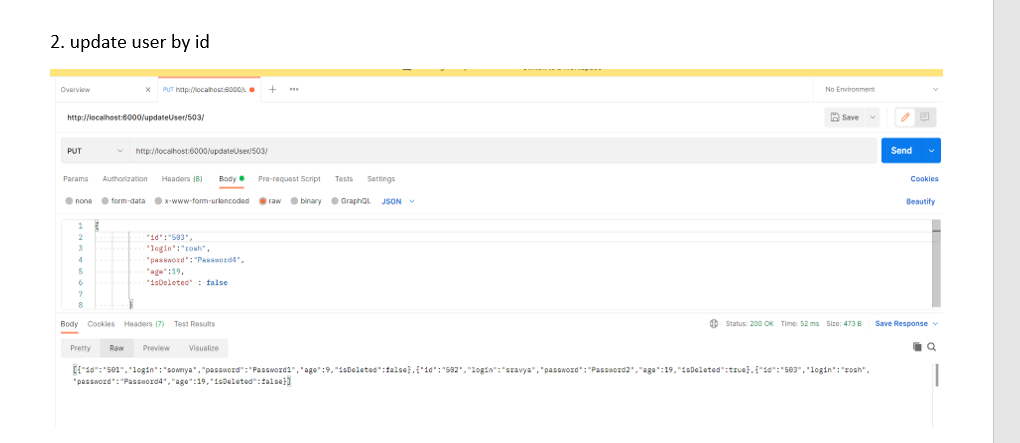 2. update user by id
Overview X PUT http://localhost:6000/u + •••
No Environment
http://localhost:6000/updateUser/503/
Save
PUT http://localhost:6000/updateUser/503/ Send
Params Authorization Headers (8) Body Pre-request Script Tests Settings Cookies
none form-data x-www-form-urlencoded raw binary GraphQL JSON Beautify
1 {
2 "id":"503",
3 "login":"rosh",
4 "password":"Password4",
5 "age":19,
6 "isDeleted" : false
7
8 }
Body Cookies Headers (7) Test Results Status: 200 OK Time: 52 ms Size: 473 B Save Response
Pretty Raw Preview Visualize
[{"id":"501","login":"sowmya","password":"Password1","age":9,"isDeleted":false},{"id":"502","login":"sravya","password":"Password2","age":19,"isDeleted":true},{"id":"503","login":"rosh",
"password":"Password4","age":19,"isDeleted":false}]